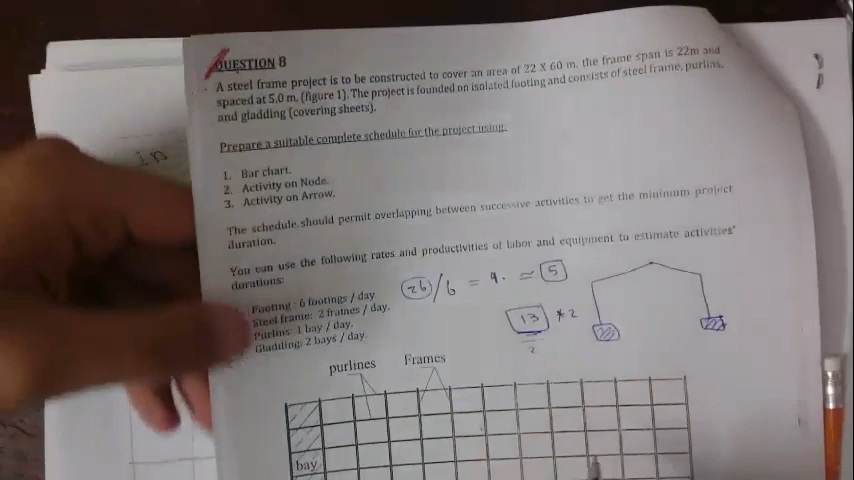 in
QUESTION 8
A steel frame project is to be constructed to cover an area of 22 X 60 m. the frame span is 22m and
spaced at 5.0 m. (figure 1). The project is founded on isolated footing and consists of steel frame, purlins,
and gladding (covering sheets).
Prepare a suitable complete schedule for the project using:
1. Bar chart.
2. Activity on Node.
3. Activity on Arrow.
The schedule should permit overlapping between successive activities to get the minimum project
duration.
You can use the following rates and productivities of labor and equipment to estimate activities'
durations:
26/6 = 4. ≈ 5
Footing : 6 footings / day
Steel frame: 2 frames / day.
Purlins: 1 bay / day.
Gladding: 2 bays / day.
13 * 2
2
purlines Frames
bay